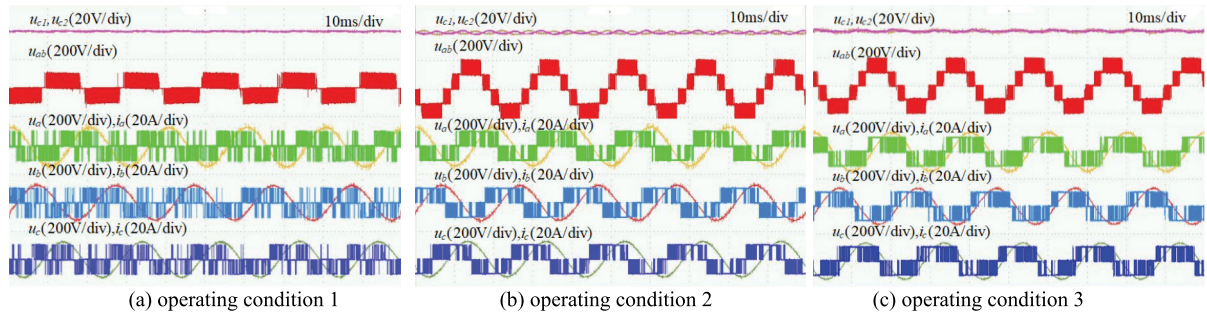 u_c1, u_c2 (20V/div) 10ms/div
u_ab (200V/div)
u_a (200V/div), i_a (20A/div)
u_b (200V/div), i_b (20A/div)
u_c (200V/div), i_c (20A/div)
(a) operating condition 1
u_c1, u_c2 (20V/div) 10ms/div
u_ab (200V/div)
u_a (200V/div), i_a (20A/div)
u_b (200V/div), i_b (20A/div)
u_c (200V/div), i_c (20A/div)
(b) operating condition 2
u_c1, u_c2 (20V/div) 10ms/div
u_ab (200V/div)
u_a (200V/div), i_a (20A/div)
u_b (200V/div), i_b (20A/div)
u_c (200V/div), i_c (20A/div)
(c) operating condition 3